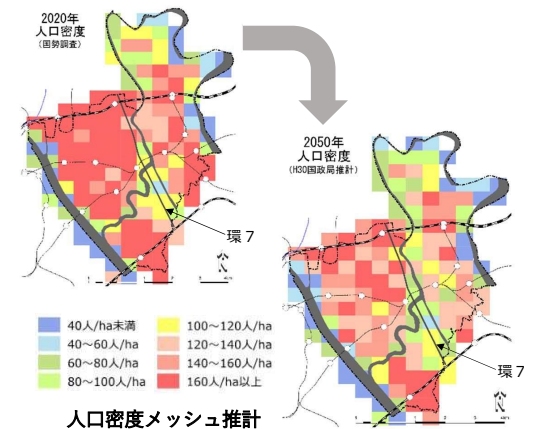 2020年
人口密度
(国勢調査)
環7
2050年
人口密度
(H30国政局推計)
環7
40人/ha未満
40～60人/ha
60～80人/ha
80～100人/ha
100～120人/ha
120～140人/ha
140～160人/ha
160人/ha以上
人口密度メッシュ推計